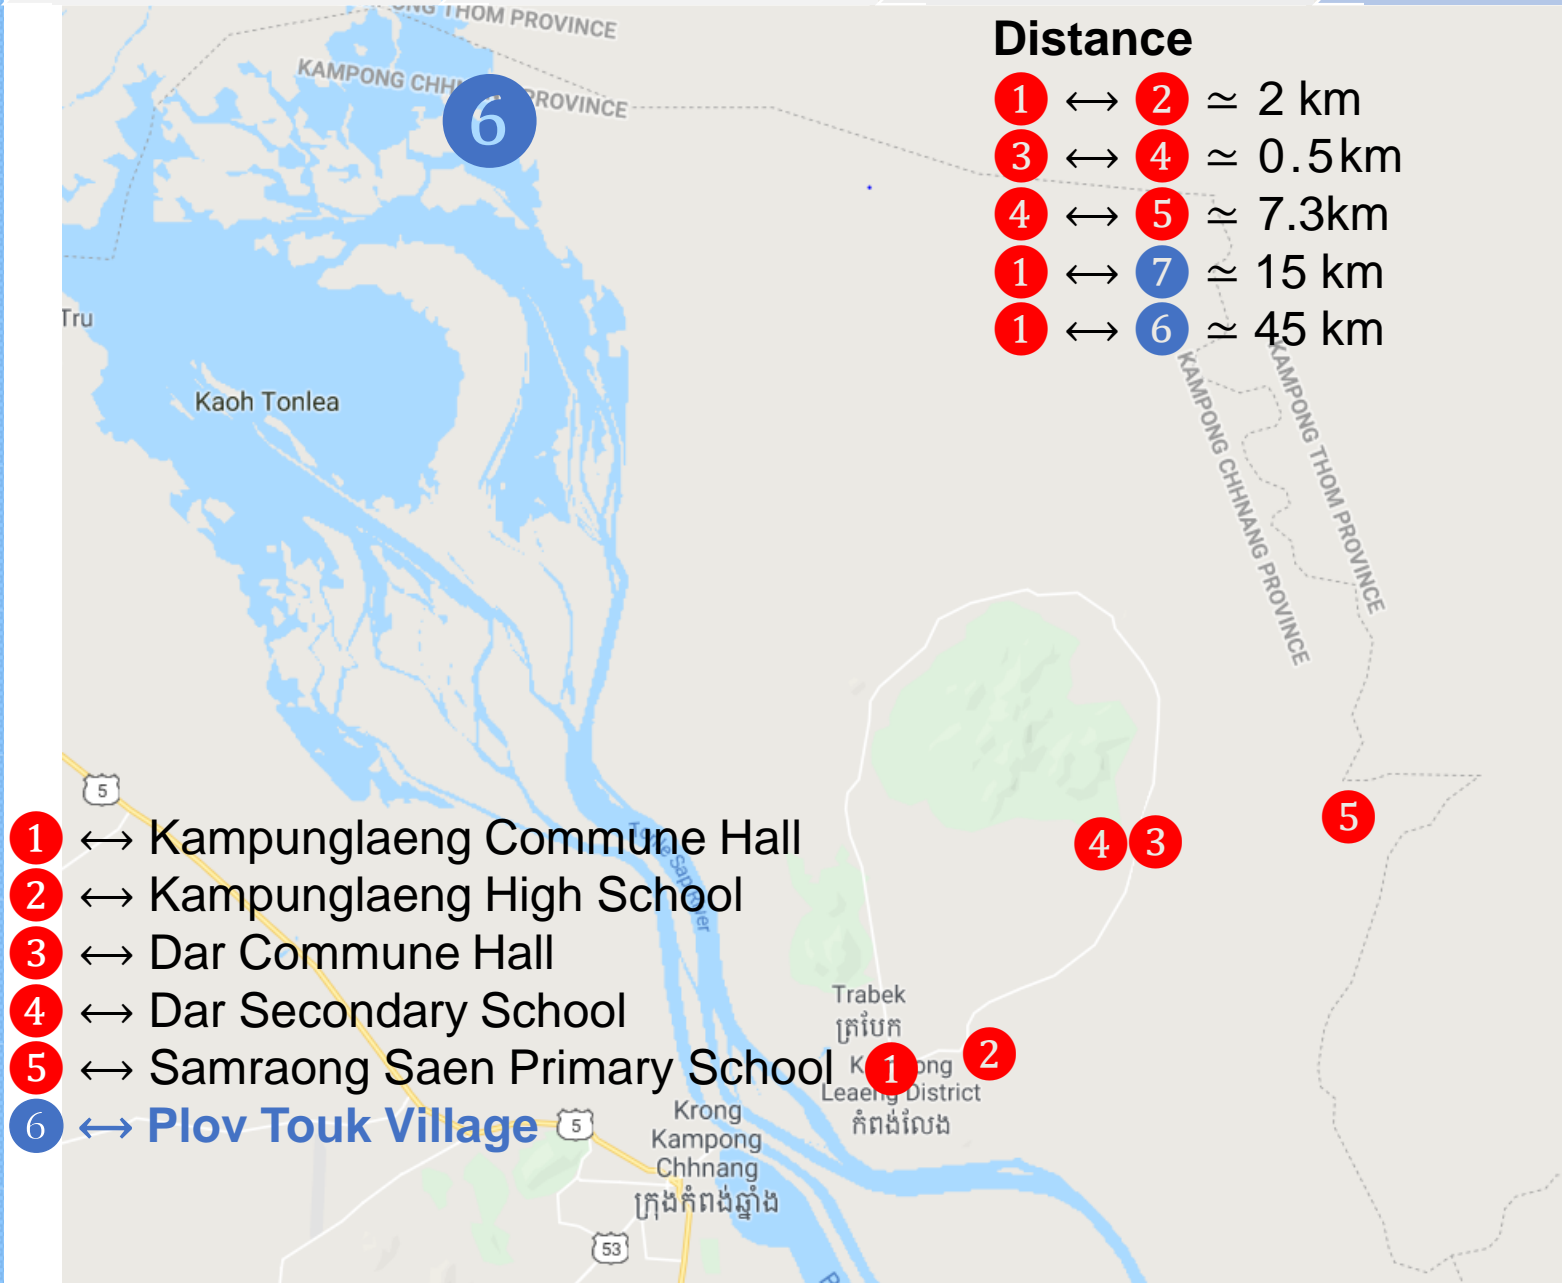 NG THOM PROVINCE
KAMPONG CHH PROVINCE
6
Distance
1 ↔ 2 ≃ 2 km
3 ↔ 4 ≃ 0.5km
4 ↔ 5 ≃ 7.3km
1 ↔ 7 ≃ 15 km
1 ↔ 6 ≃ 45 km
Tru
Kaoh Tonlea
KAMPONG CHHNANG PROVINCE
KAMPONG THOM PROVINCE
5
1 ↔ Kampunglaeng Commune Hall
2 ↔ Kampunglaeng High School
3 ↔ Dar Commune Hall
4 ↔ Dar Secondary School
5 ↔ Samraong Saen Primary School
6 ↔ Plov Touk Village
Sap River
4 3
5
Trabek
ត្របែក
1
2
K ong
Leaeng District
កំពង់លែង
5
Krong
Kampong
Chhnang
ក្រុងកំពង់ឆ្នាំង
53